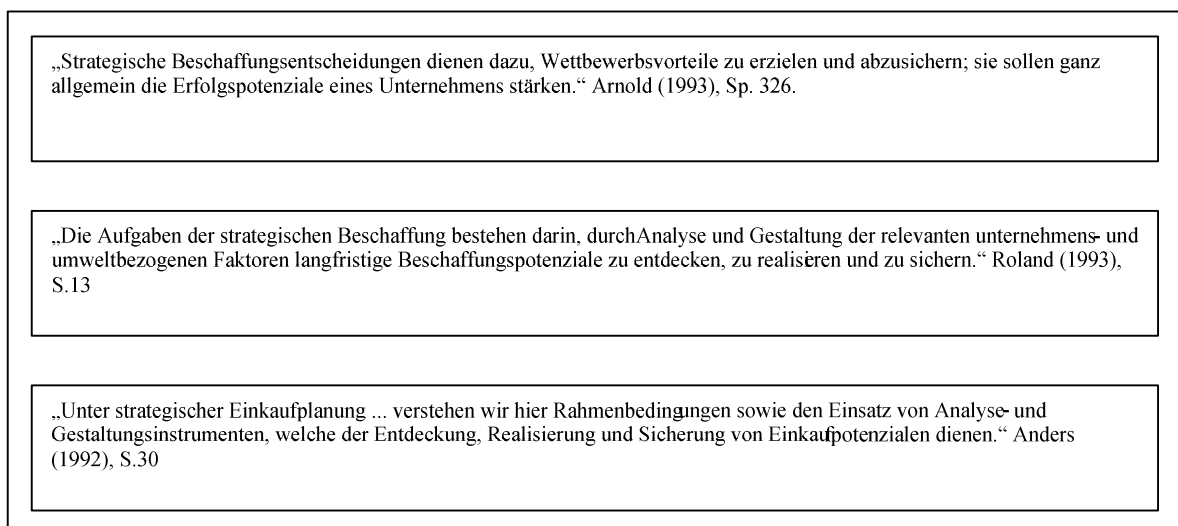 „Strategische Beschaffungsentscheidungen dienen dazu, Wettbewerbsvorteile zu erzielen und abzusichern; sie sollen ganz
allgemein die Erfolgspotenziale eines Unternehmens stärken.“ Arnold (1993), Sp. 326.
„Die Aufgaben der strategischen Beschaffung bestehen darin, durchAnalyse und Gestaltung der relevanten unternehmens- und
umweltbezogenen Faktoren langfristige Beschaffungspotenziale zu entdecken, zu realisieren und zu sichern.“ Roland (1993),
S.13
„Unter strategischer Einkaufplanung ... verstehen wir hier Rahmenbedingungen sowie den Einsatz von Analyse- und
Gestaltungsinstrumenten, welche der Entdeckung, Realisierung und Sicherung von Einkaufpotenzialen dienen.“ Anders
(1992), S.30